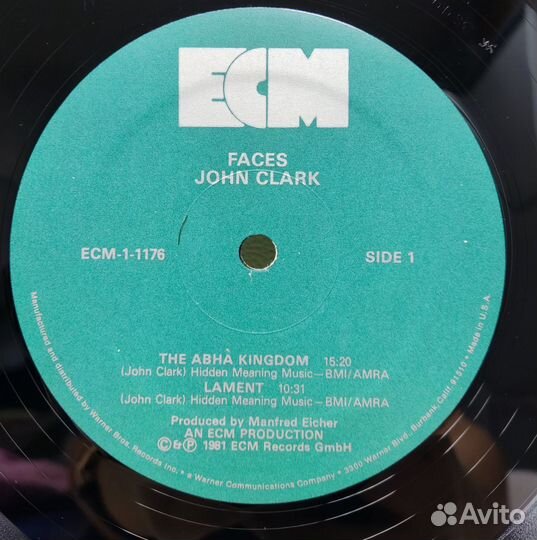 ECM
FACES
JOHN CLARK
ECM-1-1176
SIDE 1
THE ABHÀ KINGDOM 15:20
(John Clark) Hidden Meaning Music—BMI/AMRA
LAMENT 10:31
(John Clark) Hidden Meaning Music—BMI/AMRA
Produced by Manfred Eicher
AN ECM PRODUCTION
©&℗ 1981 ECM Records GmbH
Manufactured and distributed by Warner Bros. Records Inc. • a Warner Communications Company • 3300 Warner Blvd., Burbank, Calif. 91510 • Made in U.S.A.
Avito